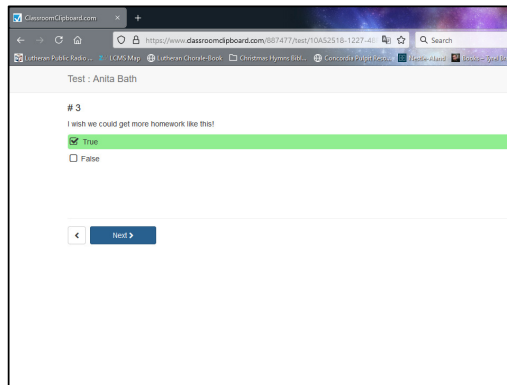 ClassroomClipboard.com
https://www.classroomclipboard.com/887477/test/10A52518-1227-4
Search
Lutheran Public Radio ...
LCMS Map
Lutheran Chorale-Book
Christmas Hymns Bibl...
Concordia Pulpit Resou...
Nestle-Aland
Test : Anita Bath
# 3
I wish we could get more homework like this!
True
False
Next